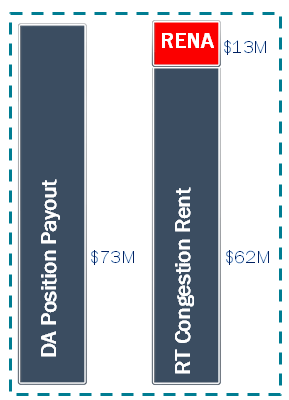 RENA
$13M
DA Position Payout
$73M
RT Congestion Rent
$62M